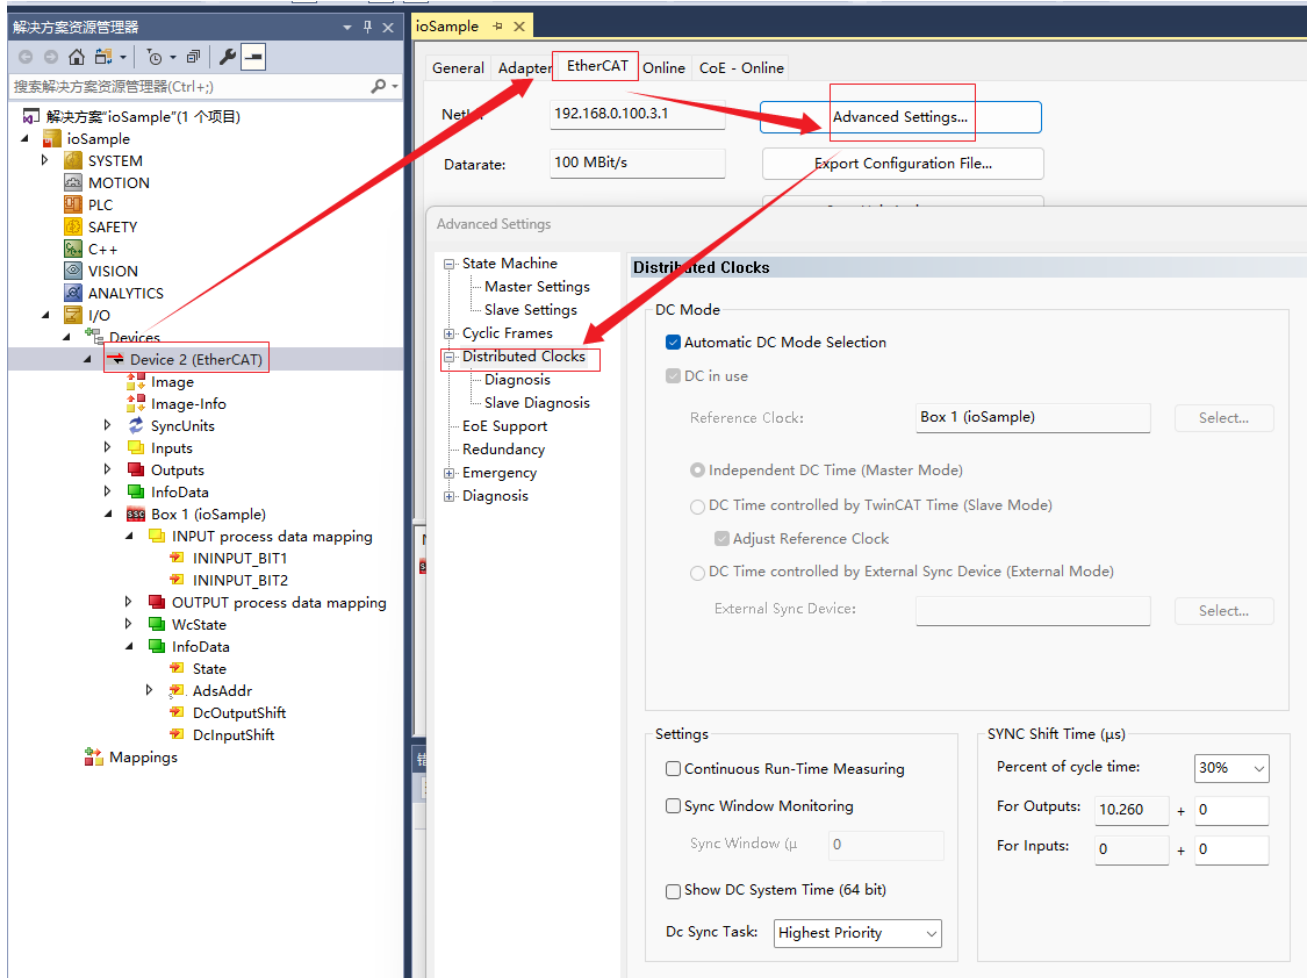 解决方案资源管理器
搜索解决方案资源管理器(Ctrl+;)
解决方案"ioSample"(1 个项目)
ioSample
SYSTEM
MOTION
PLC
SAFETY
C++
VISION
ANALYTICS
I/O
Devices
Device 2 (EtherCAT)
Image
Image-Info
SyncUnits
Inputs
Outputs
InfoData
Box 1 (ioSample)
INPUT process data mapping
ININPUT_BIT1
ININPUT_BIT2
OUTPUT process data mapping
WcState
InfoData
State
AdsAddr
DcOutputShift
DcInputShift
Mappings
ioSample
General Adapter EtherCAT Online CoE - Online
192.168.0.100.3.1 Advanced Settings...
Datarate: 100 MBit/s Export Configuration File...
Advanced Settings
State Machine
Master Settings
Slave Settings
Cyclic Frames
Distributed Clocks
Diagnosis
Slave Diagnosis
EoE Support
Redundancy
Emergency
Diagnosis
Distributed Clocks
DC Mode
Automatic DC Mode Selection
DC in use
Reference Clock: Box 1 (ioSample) Select...
Independent DC Time (Master Mode)
DC Time controlled by TwinCAT Time (Slave Mode)
Adjust Reference Clock
DC Time controlled by External Sync Device (External Mode)
External Sync Device: Select...
Settings
Continuous Run-Time Measuring
Sync Window Monitoring
Sync Window (μ 0
Show DC System Time (64 bit)
Dc Sync Task: Highest Priority
SYNC Shift Time (μs)
Percent of cycle time: 30%
For Outputs: 10.260 + 0
For Inputs: 0 + 0